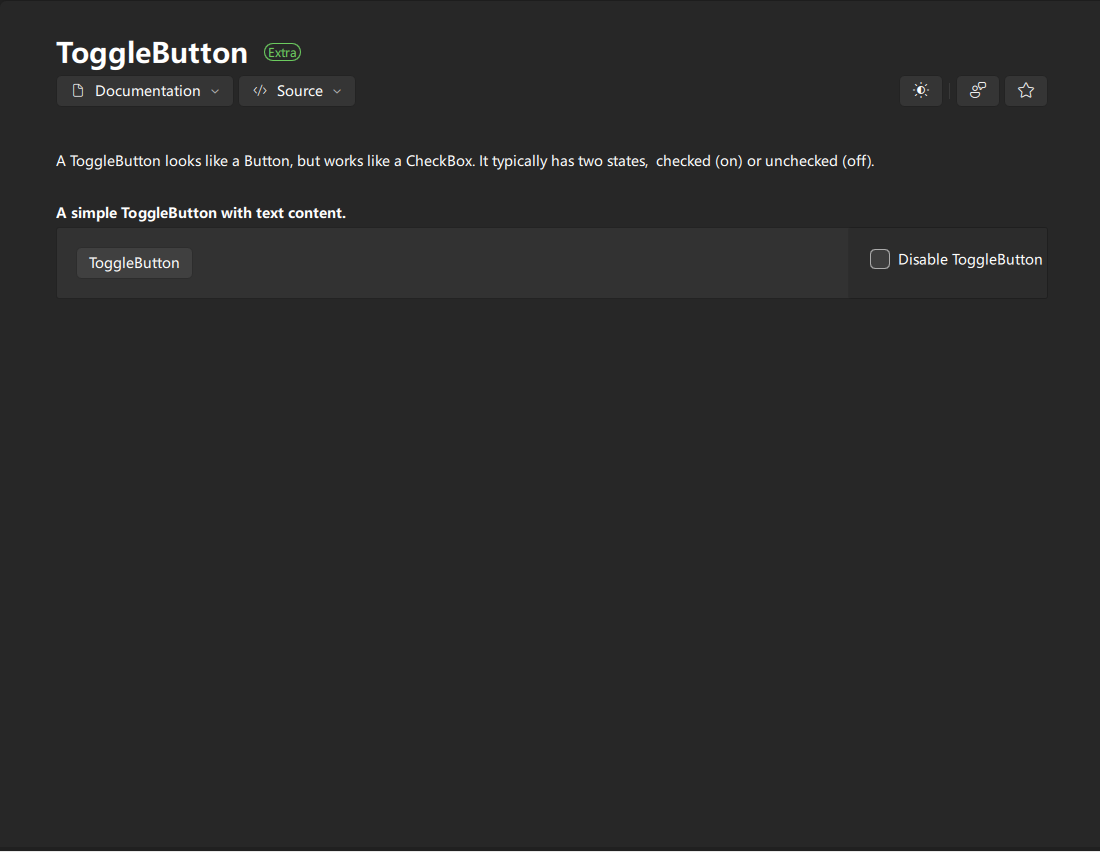 ToggleButton Extra
Documentation Source
A ToggleButton looks like a Button, but works like a CheckBox. It typically has two states,  checked (on) or unchecked (off).
A simple ToggleButton with text content.
ToggleButton Disable ToggleButton